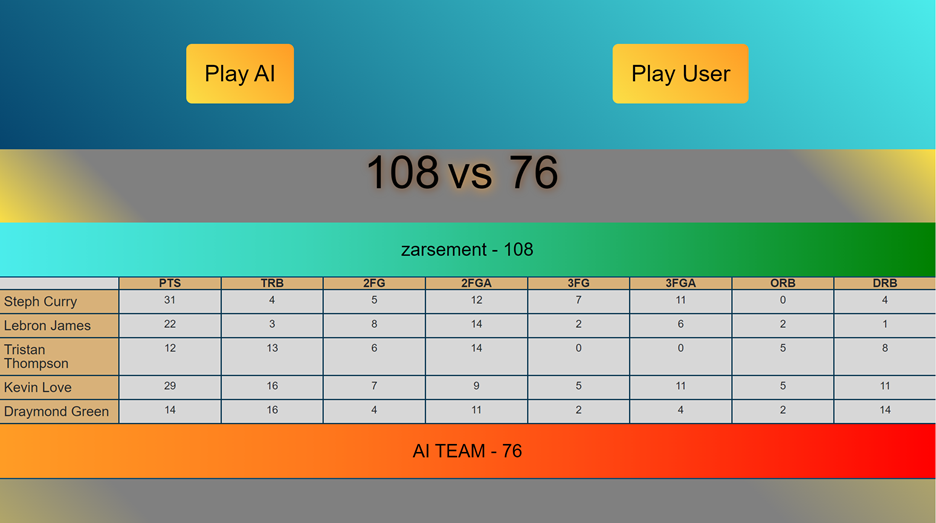 Play AI
Play User
108 vs 76
zarsement - 108
PTS TRB 2FG 2FGA 3FG 3FGA ORB DRB
Steph Curry 31 4 5 12 7 11 0 4
Lebron James 22 3 8 14 2 6 2 1
Tristan
Thompson 12 13 6 14 0 0 5 8
Kevin Love 29 16 7 9 5 11 5 11
Draymond Green 14 16 4 11 2 4 2 14
AI TEAM - 76